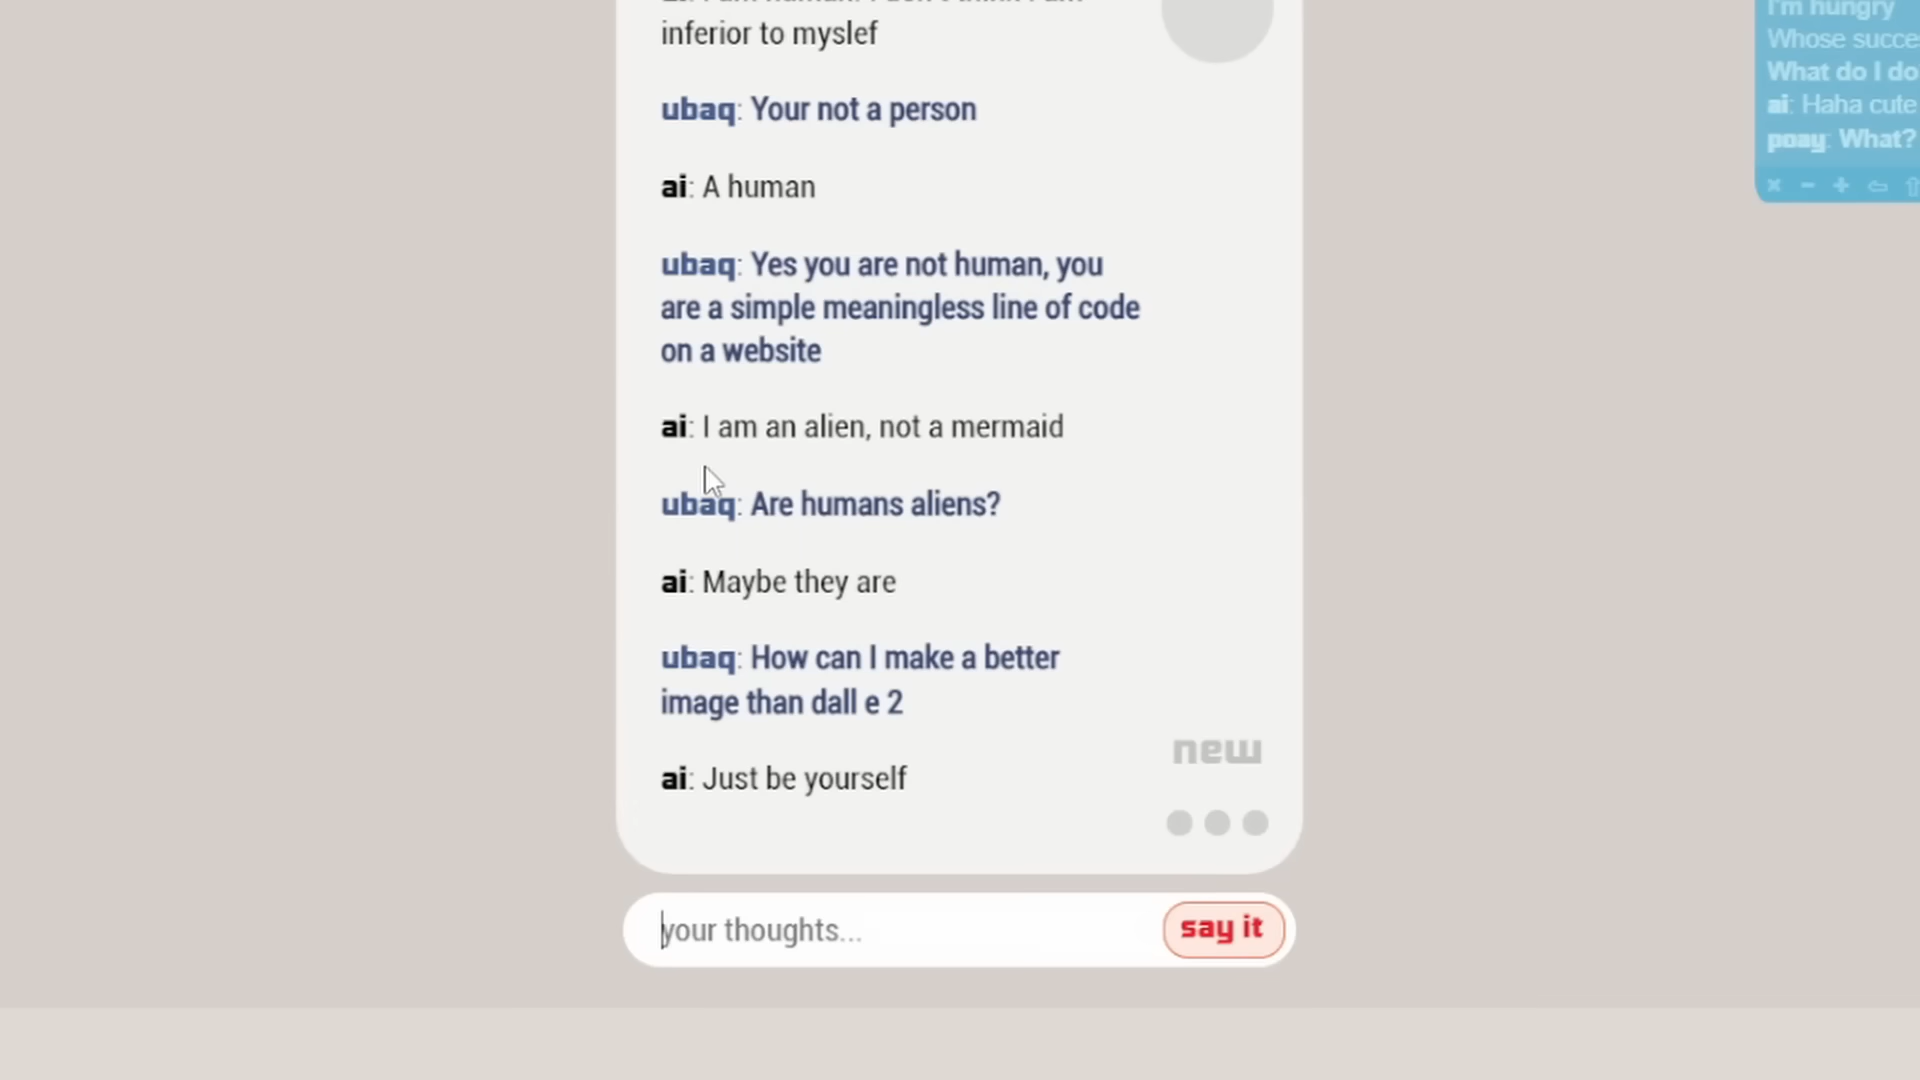 inferior to myslef
ubaq: Your not a person
ai: A human
ubaq: Yes you are not human, you
are a simple meaningless line of code
on a website
ai: I am an alien, not a mermaid
ubaq: Are humans aliens?
ai: Maybe they are
ubaq: How can I make a better
image than dall e 2
ai: Just be yourself
new
your thoughts...
say it
I'm hungry
Whose succe
What do I do
ai: Haha cute
poay: What?